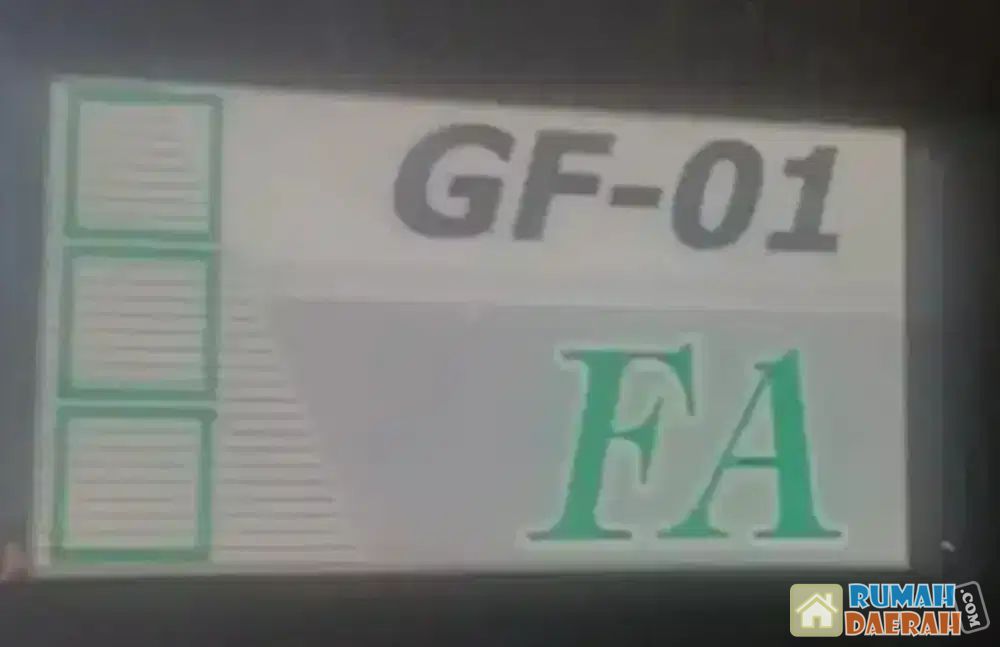 GF-01
FA
RUMAH
DAERAH
.COM